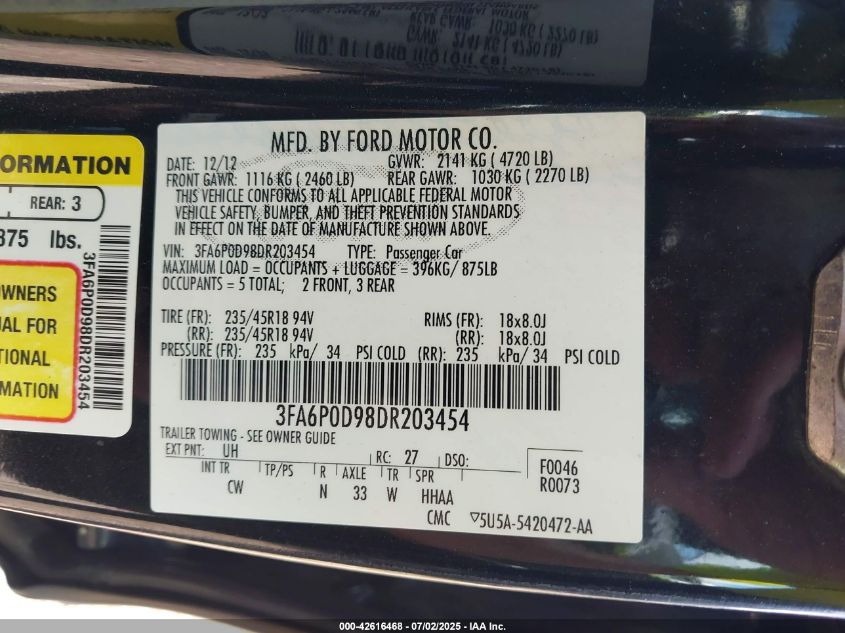 MFD. BY FORD MOTOR CO.
DATE: 12/12 GVWR: 2141 KG ( 4720 LB)
FRONT GAWR: 1116 KG ( 2460 LB) REAR GAWR: 1030 KG ( 2270 LB)
THIS VEHICLE CONFORMS TO ALL APPLICABLE FEDERAL MOTOR
VEHICLE SAFETY, BUMPER, AND THEFT PREVENTION STANDARDS
IN EFFECT ON THE DATE OF MANUFACTURE SHOWN ABOVE.
VIN: 3FA6P0D98DR203454 TYPE: Passenger Car
MAXIMUM LOAD = OCCUPANTS + LUGGAGE = 396KG/ 875LB
OCCUPANTS = 5 TOTAL; 2 FRONT, 3 REAR
TIRE (FR): 235/45R18 94V RIMS (FR): 18x8.0J
(RR): 235/45R18 94V (RR): 18x8.0J
PRESSURE (FR): 235 kPa/ 34 PSI COLD (RR): 235 kPa/ 34 PSI COLD
3FA6P0D98DR203454
TRAILER TOWING - SEE OWNER GUIDE
EXT PNT: UH RC: 27 DSO: F0046
R0073
INT TR TP/PS R AXLE TR SPR
CW N 33 W HHAA
CMC ▽5U5A-5420472-AA
ORMATION
REAR: 3
875 lbs.
OWNERS
UAL FOR
TIONAL
MATION
3FA6P0D98DR203454
000-42616468 - 07/02/2025 - IAA Inc.